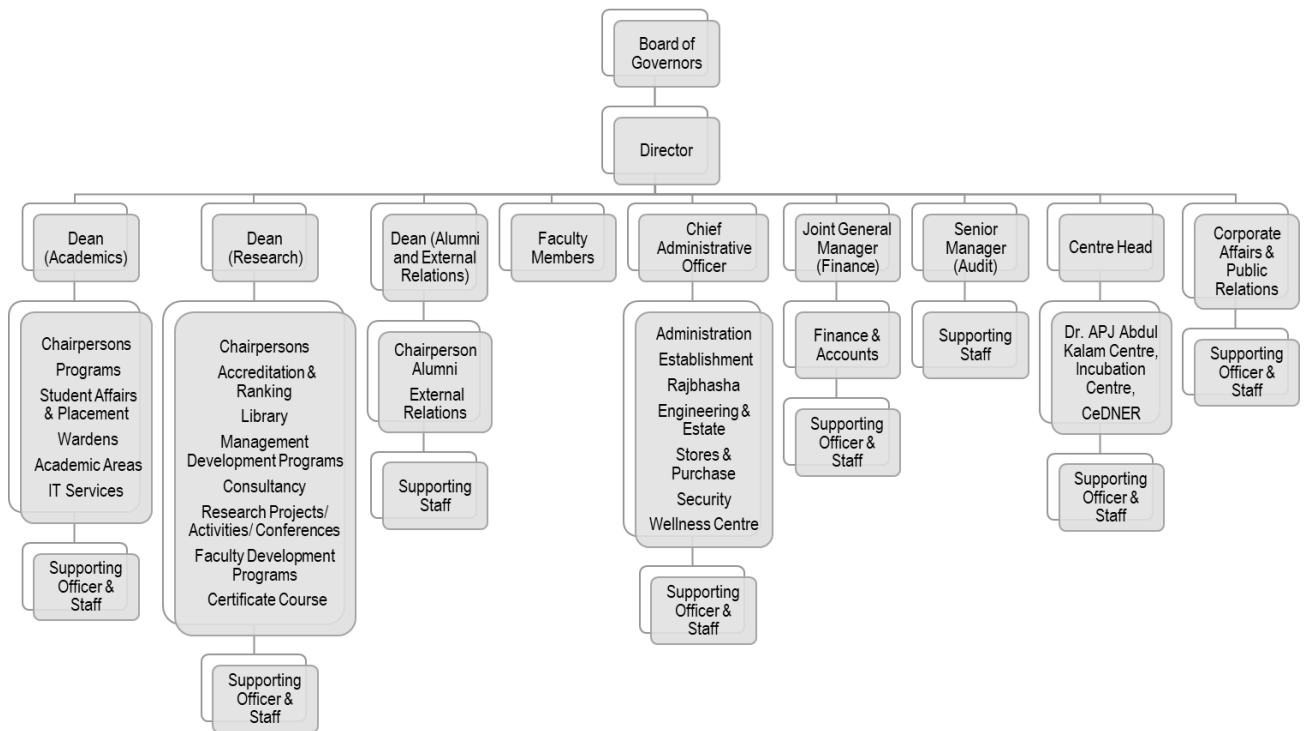 Board of
Governors
Director
Dean
(Academics)
Dean
(Research)
Dean (Alumni
and External
Relations)
Faculty
Members
Chief
Administrative
Officer
Joint General
Manager
(Finance)
Senior
Manager
(Audit)
Centre Head
Corporate
Affairs &
Public
Relations
Chairpersons
Programs
Student Affairs
& Placement
Wardens
Academic Areas
IT Services
Chairpersons
Accreditation &
Ranking
Library
Management
Development Programs
Consultancy
Research Projects/
Activities/ Conferences
Faculty Development
Programs
Certificate Course
Chairperson
Alumni
External
Relations
Administration
Establishment
Rajbhasha
Engineering &
Estate
Stores &
Purchase
Security
Wellness Centre
Finance &
Accounts
Supporting
Staff
Dr. APJ Abdul
Kalam Centre,
Incubation
Centre,
CeDNER
Supporting
Officer &
Staff
Supporting
Officer &
Staff
Supporting
Officer &
Staff
Supporting
Staff
Supporting
Officer &
Staff
Supporting
Officer &
Staff
Supporting
Officer &
Staff